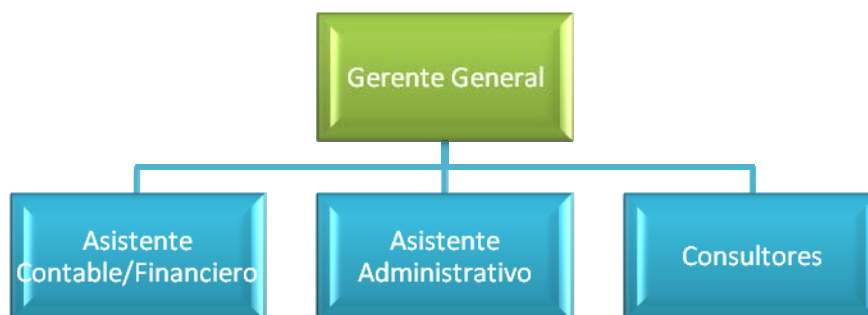 Gerente General
Asistente
Contable/Financiero
Asistente
Administrativo
Consultores